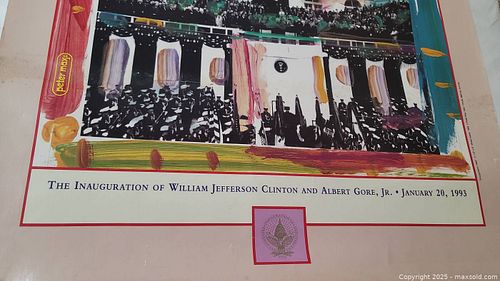 peter max
THE INAUGURATION OF WILLIAM JEFFERSON CLINTON AND ALBERT GORE, JR. • JANUARY 20, 1993
Copyright © 2025 - maxsold.com